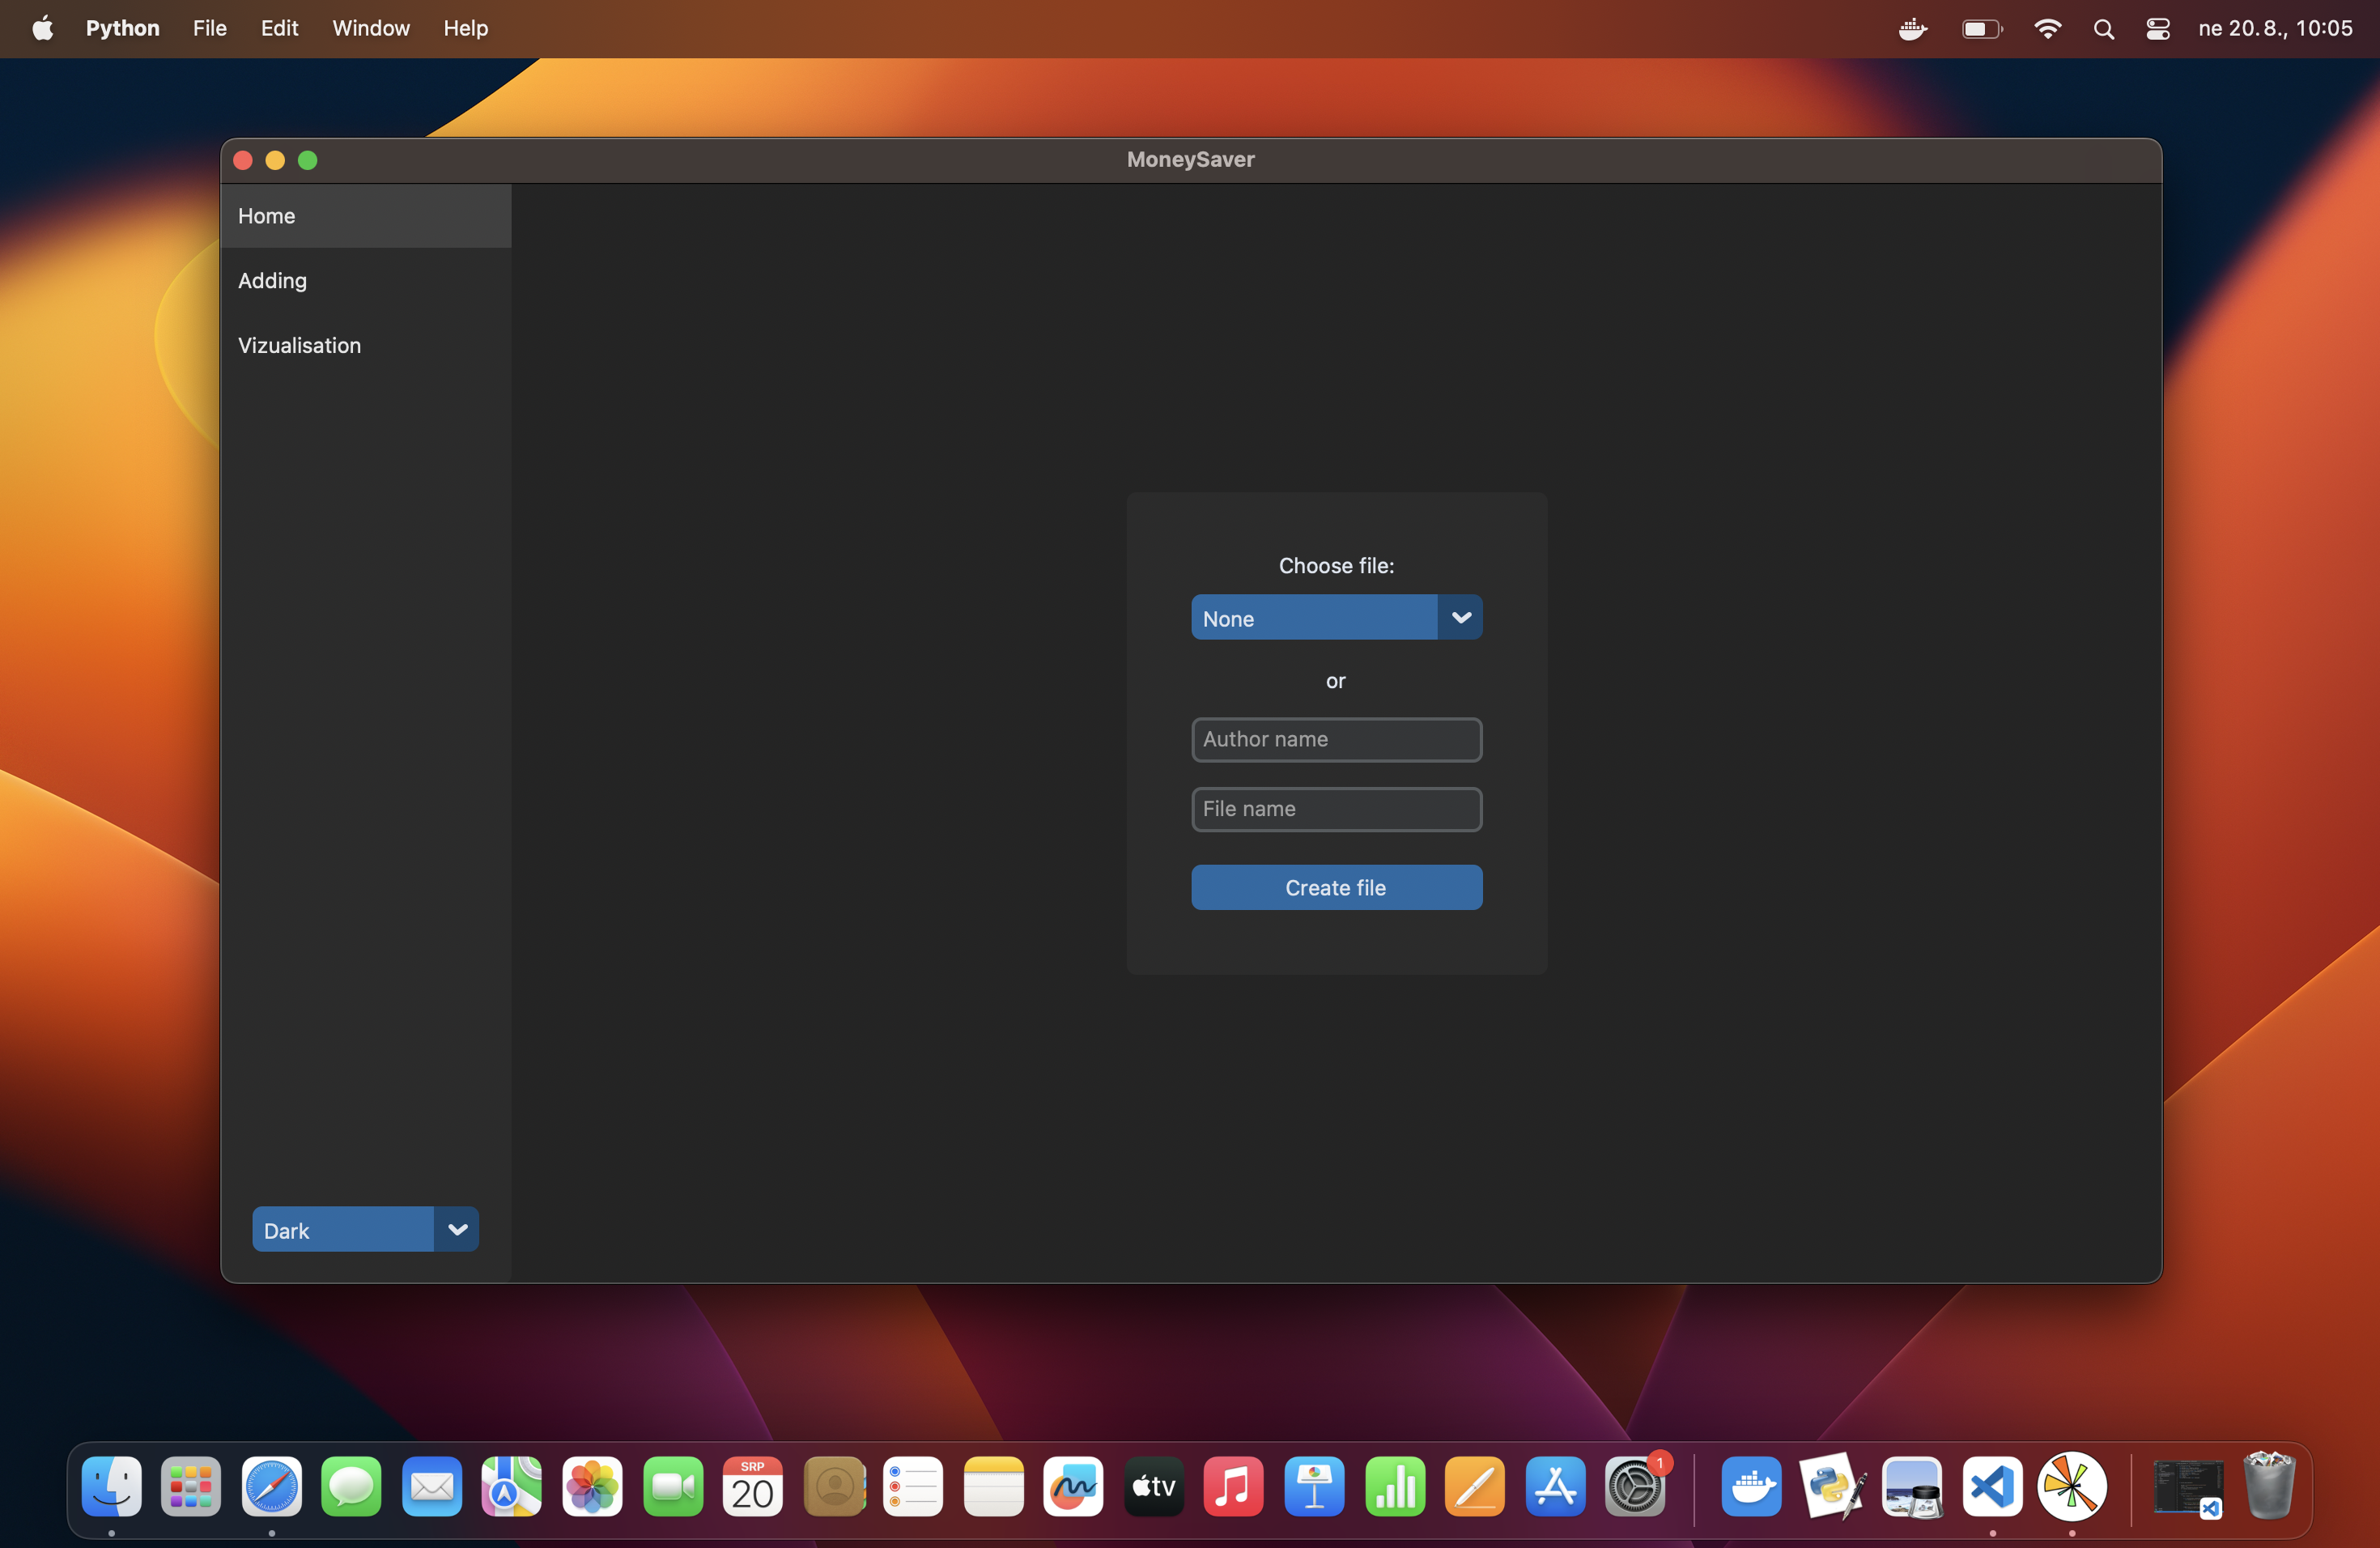 Python File Edit Window Help ne 20. 8., 10:05
MoneySaver
Home
Adding
Vizualisation
Choose file:
None
or
Author name
File name
Create file
Dark
SRP
20
tv
1